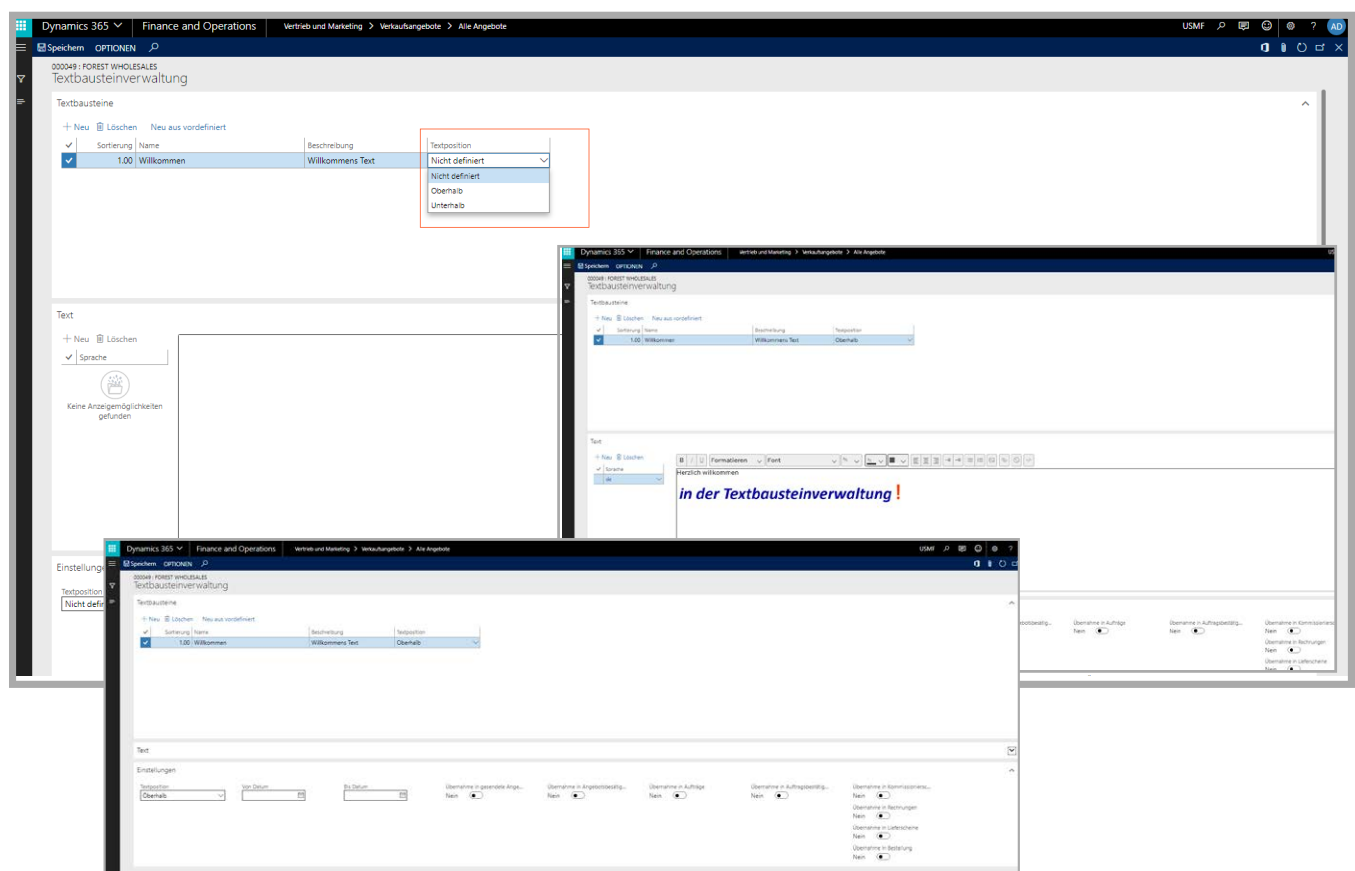 Dynamics 365 Finance and Operations Vertrieb und Marketing > Verkaufsangebote > Alle Angebote USMF ? AD
Speichern OPTIONEN
000049 : FOREST WHOLESALES
Textbausteinverwaltung
Textbausteine
+ Neu Löschen Neu aus vordefiniert
Sortierung Name Beschreibung Textposition
1.00 Willkommen Willkommens Text Nicht definiert
Nicht definiert
Oberhalb
Unterhalb
Text
+ Neu Löschen
Sprache
Keine Anzeigemöglichkeiten
gefunden
Einstellung
Textposition
Nicht defin
Dynamics 365 Finance and Operations Vertrieb und Marketing > Verkaufsangebote > Alle Angebote
Speichern OPTIONEN
000049 : FOREST WHOLESALES
Textbausteinverwaltung
Textbausteine
+ Neu Löschen Neu aus vordefiniert
Sortierung Name Beschreibung Textposition
1.00 Willkommen Willkommens Text Oberhalb
Text
+ Neu Löschen
Sprache
de
B I U Formatieren Font
Herzlich willkommen
in der Textbausteinverwaltung !
Übernahme in Aufträge Übernahme in Auftragsbestätig...
Nein Nein Nein
Übernahme in Rechnungen
Nein
Übernahme in Lieferscheine
Nein
Dynamics 365 Finance and Operations Vertrieb und Marketing > Verkaufsangebote > Alle Angebote USMF ?
Speichern OPTIONEN
000049 : FOREST WHOLESALES
Textbausteinverwaltung
Textbausteine
+ Neu Löschen Neu aus vordefiniert
Sortierung Name Beschreibung Textposition
1.00 Willkommen Willkommens Text Oberhalb
Text
Einstellungen
Textposition Von Datum Bis Datum Übernahme in gesendete Ange... Übernahme in Angebotsbestätig... Übernahme in Aufträge Übernahme in Auftragsbestätig... Übernahme in Kommissioniersc...
Oberhalb Nein Nein Nein Nein Nein
Übernahme in Rechnungen
Nein
Übernahme in Lieferscheine
Nein
Übernahme in Bestellung
Nein